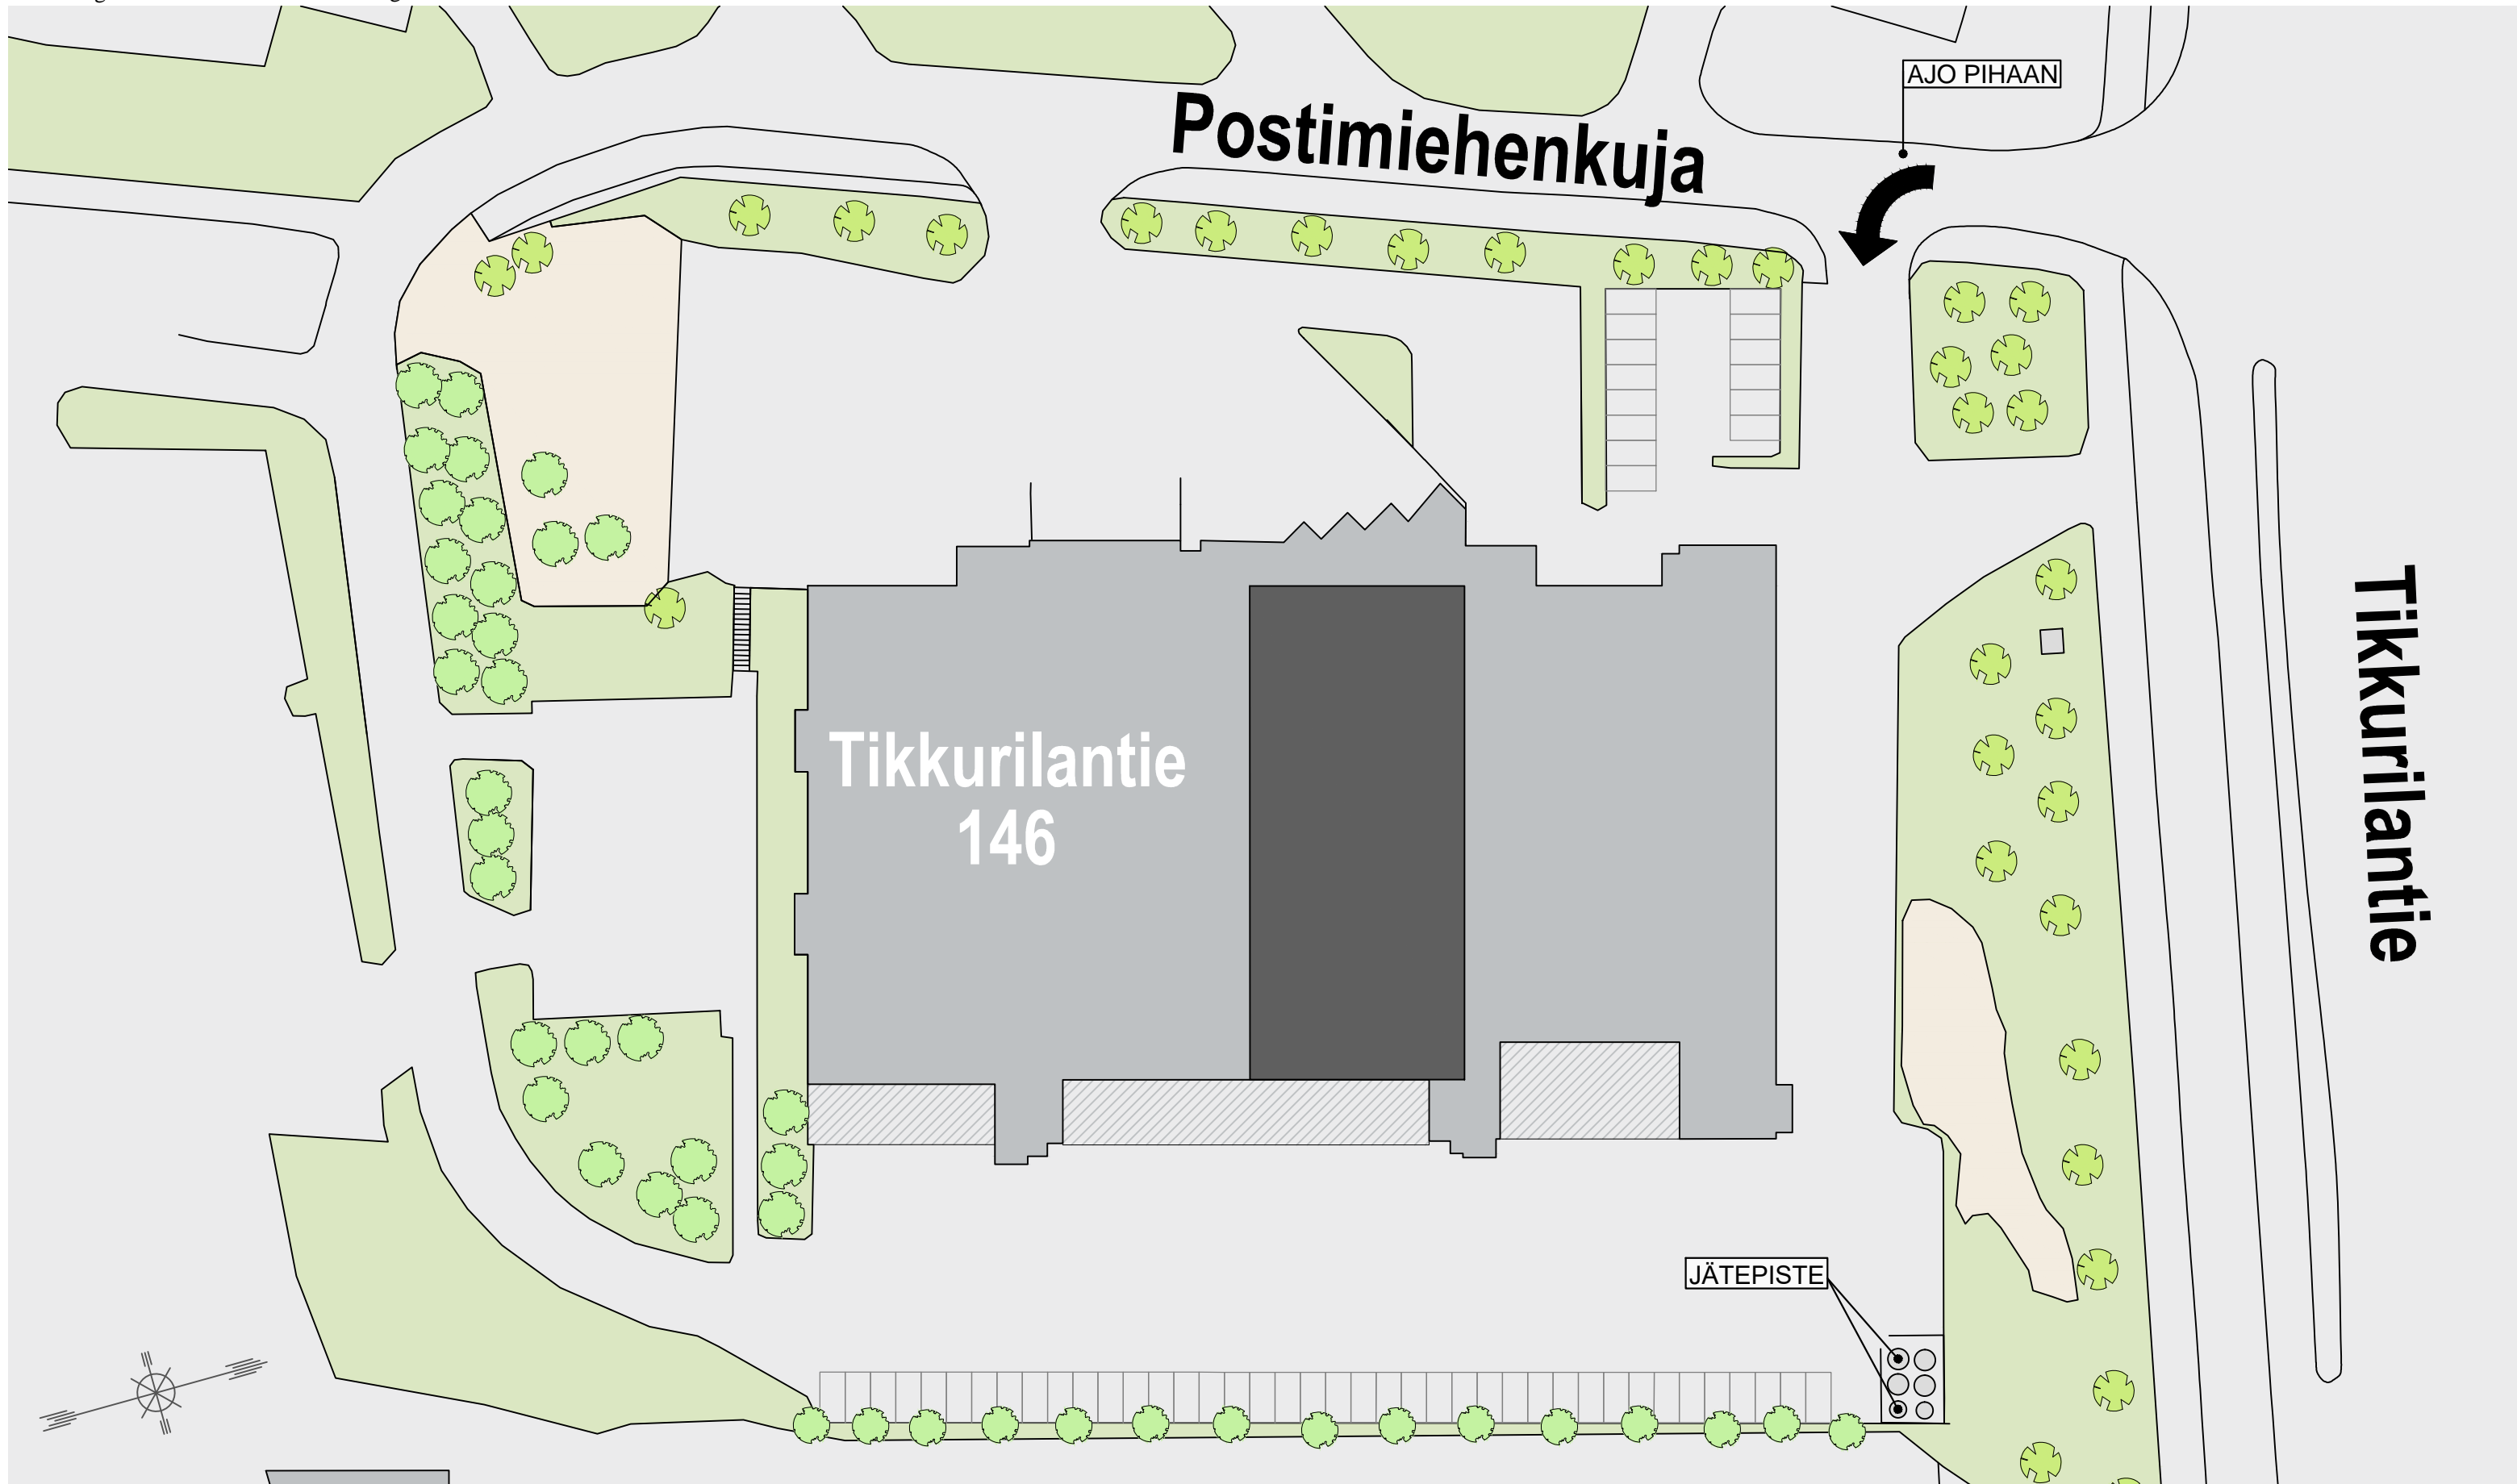 AJO PIHAAN
Postimiehenkuja
Tikkurilantie
Tikkurilantie
146
JÄTEPISTE